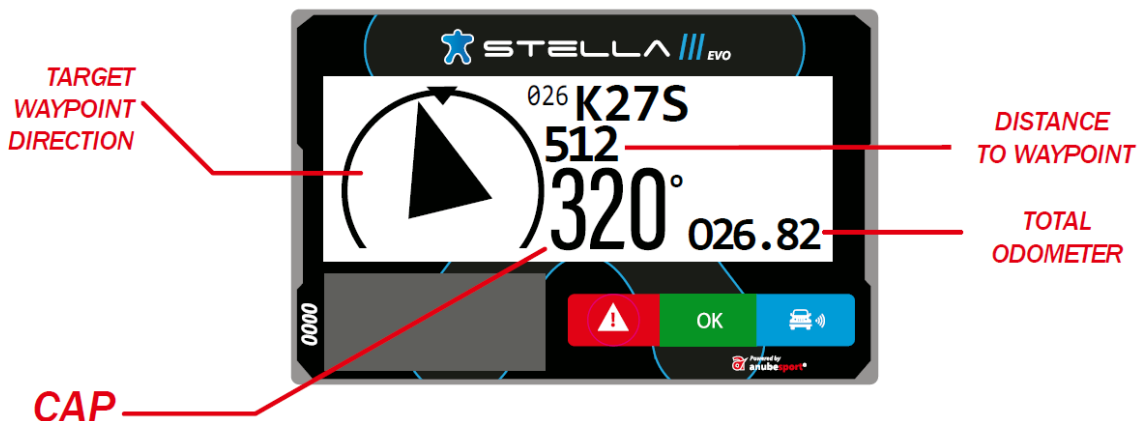 STELLA III EVO
TARGET
WAYPOINT
DIRECTION
026 K27S
512
DISTANCE
TO WAYPOINT
320°
026.82
TOTAL
ODOMETER
0000
OK
Powered by
anubesport®
CAP